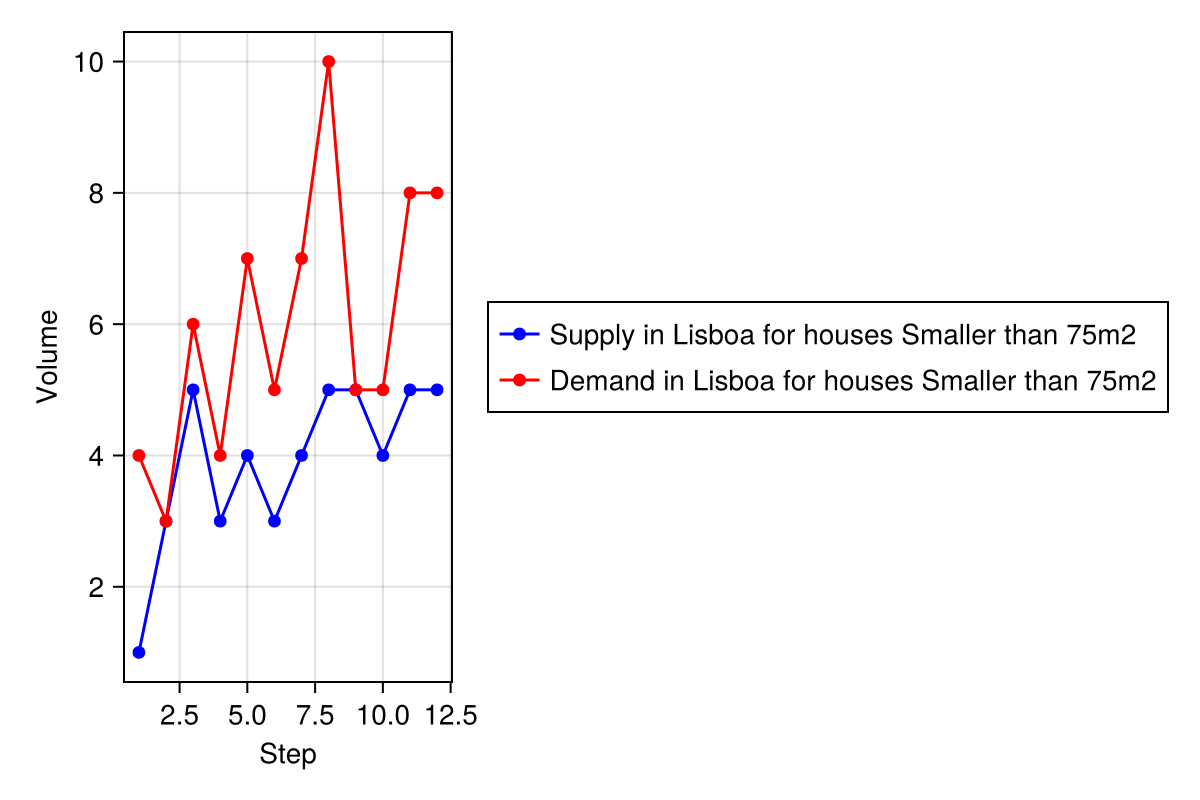 10
8
6
4
2
Volume
2.5 5.0 7.5 10.0 12.5
Step
Supply in Lisboa for houses Smaller than 75m2
Demand in Lisboa for houses Smaller than 75m2